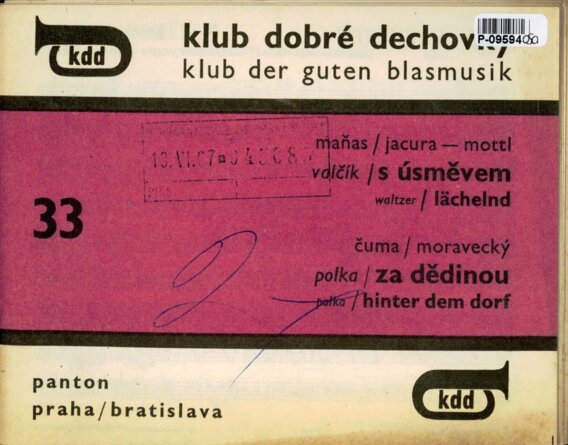 kdd
klub dobré dechovky
klub der guten blasmusik
P-09594
33
maňas / jacura — mottl
valčík / s úsměvem
waltzer / lächelnd
čuma / moravecký
polka / za dědinou
polka / hinter dem dorf
panton
praha/bratislava
kdd